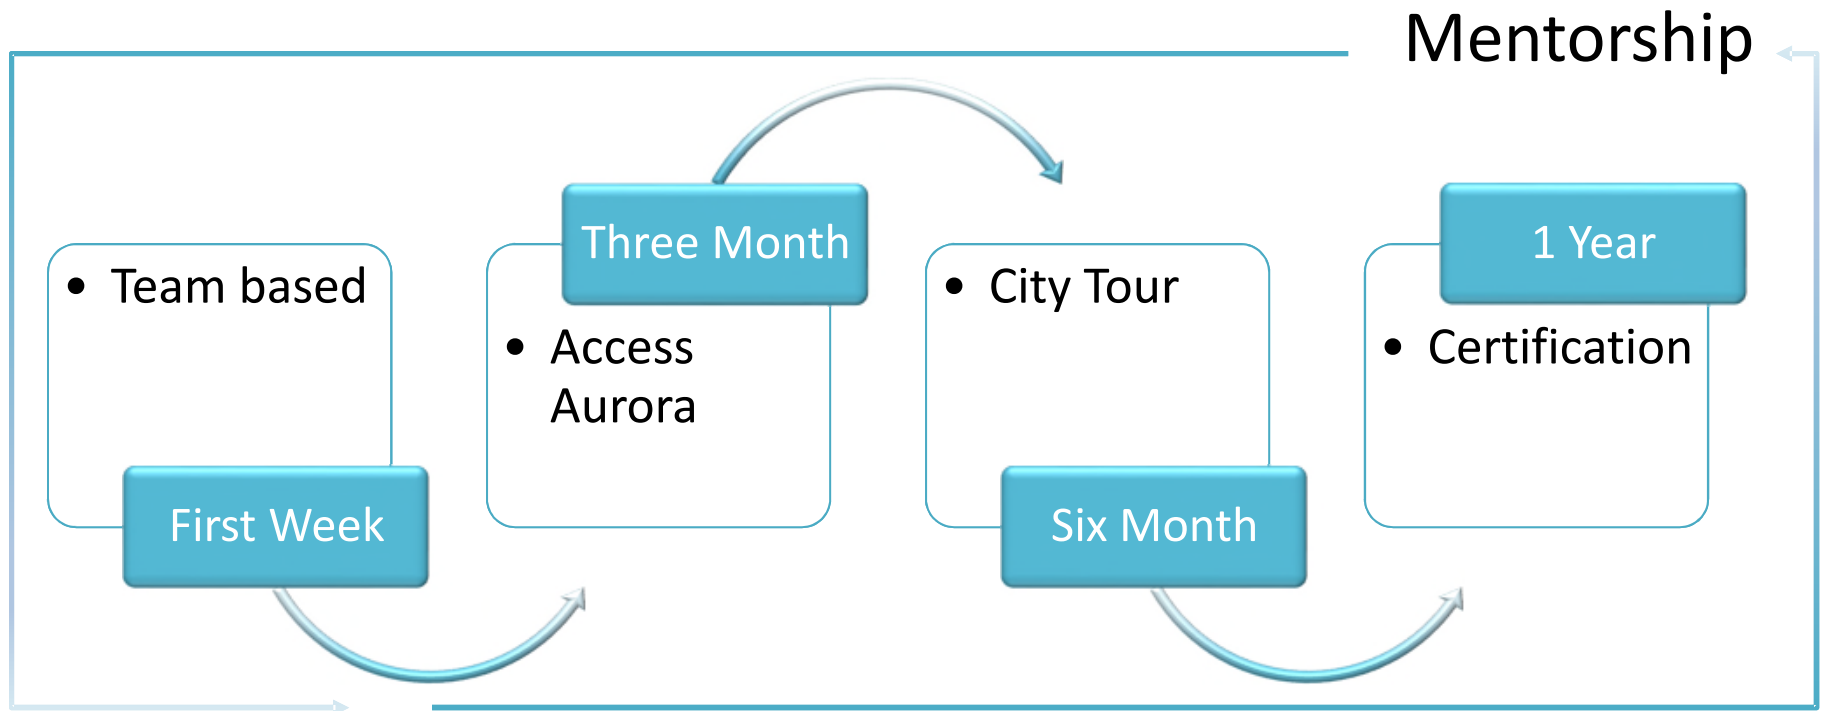 Mentorship
• Team based
First Week
Three Month
• Access
Aurora
• City Tour
Six Month
1 Year
• Certification